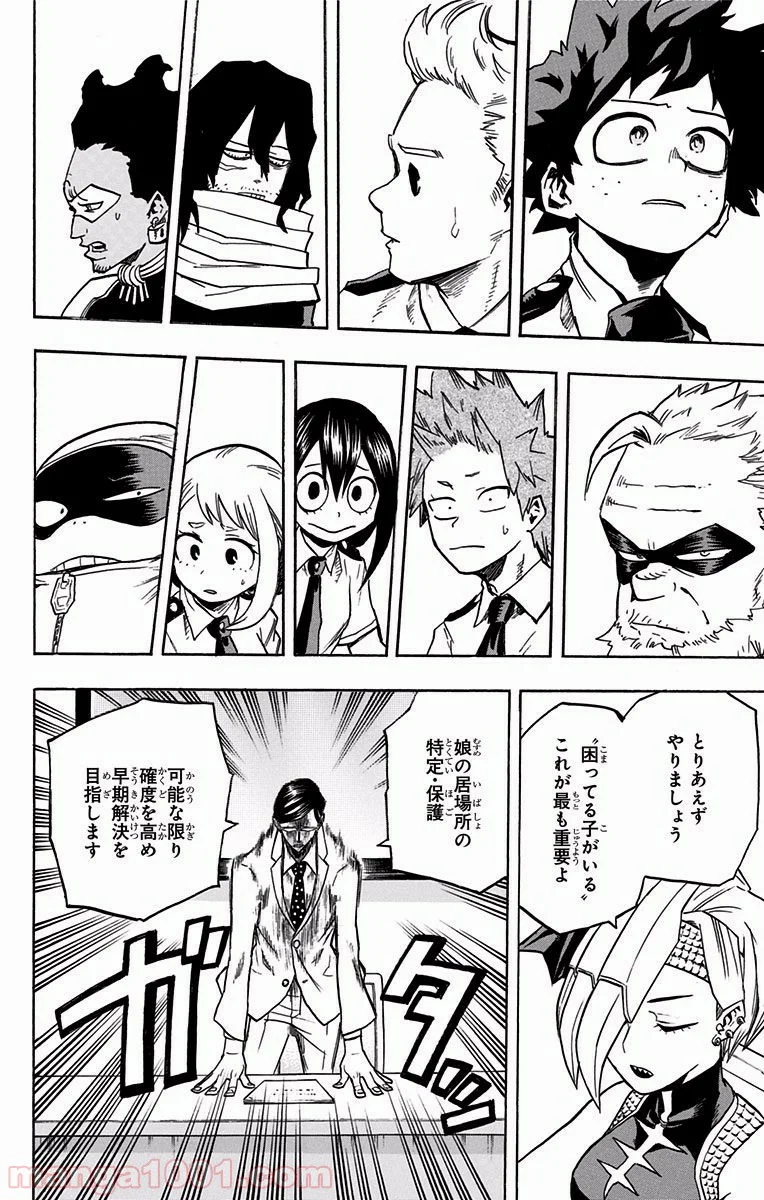 とりあえず
やりましょう
〝困ってる子がいる〟
これが最も重要よ
娘の居場所の
特定・保護
可能な限り
確度を高め
早期解決を
目指します
ガタッ
manga1001.com